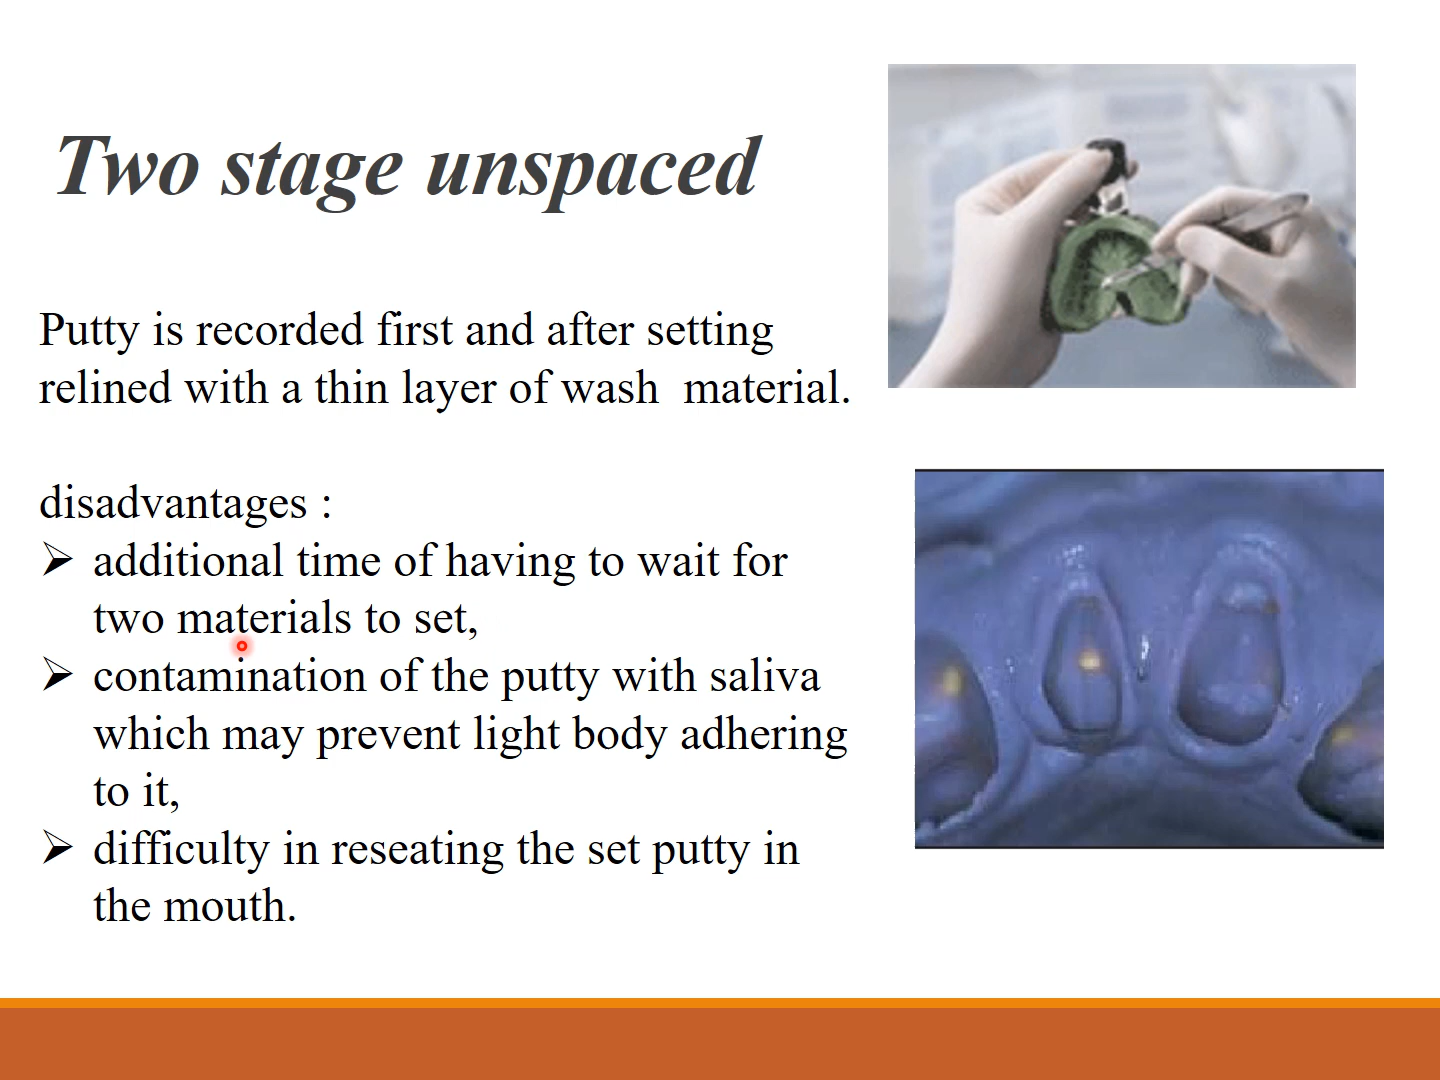 Two stage unspaced
Putty is recorded first and after setting
relined with a thin layer of wash  material.
disadvantages :
➢ additional time of having to wait for
two materials to set,
➢ contamination of the putty with saliva
which may prevent light body adhering
to it,
➢ difficulty in reseating the set putty in
the mouth.